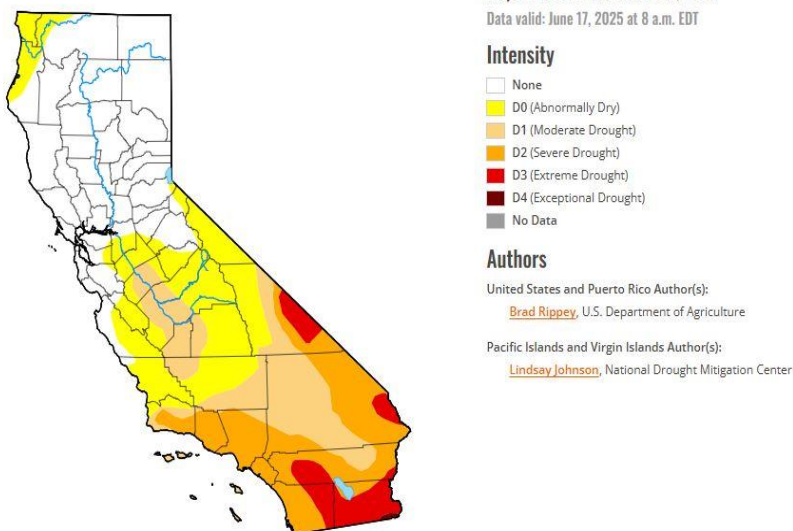 Data valid: June 17, 2025 at 8 a.m. EDT
Intensity
None
D0 (Abnormally Dry)
D1 (Moderate Drought)
D2 (Severe Drought)
D3 (Extreme Drought)
D4 (Exceptional Drought)
No Data
Authors
United States and Puerto Rico Author(s):
Brad Rippey, U.S. Department of Agriculture
Pacific Islands and Virgin Islands Author(s):
Lindsay Johnson, National Drought Mitigation Center